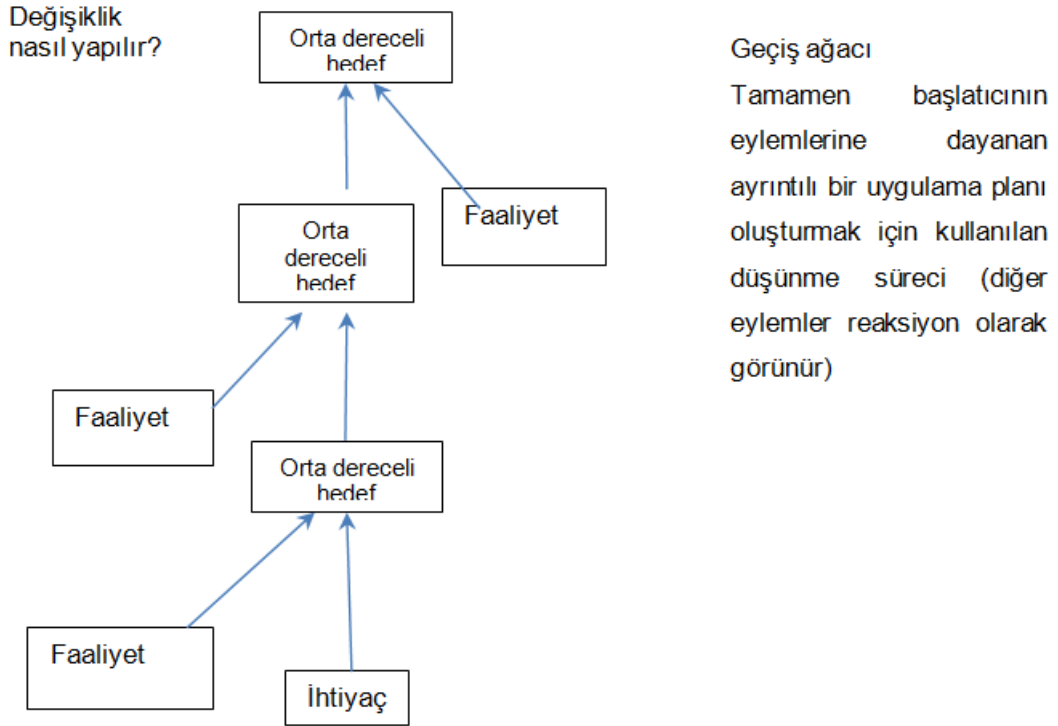 Değişiklik
nasıl yapılır?
Orta dereceli
hedef
Faaliyet
Orta
dereceli
hedef
Faaliyet
Orta dereceli
hedef
Faaliyet
İhtiyaç
Geçiş ağacı
Tamamen başlatıcının
eylemlerine dayanan
ayrıntılı bir uygulama planı
oluşturmak için kullanılan
düşünme süreci (diğer
eylemler reaksiyon olarak
görünür)